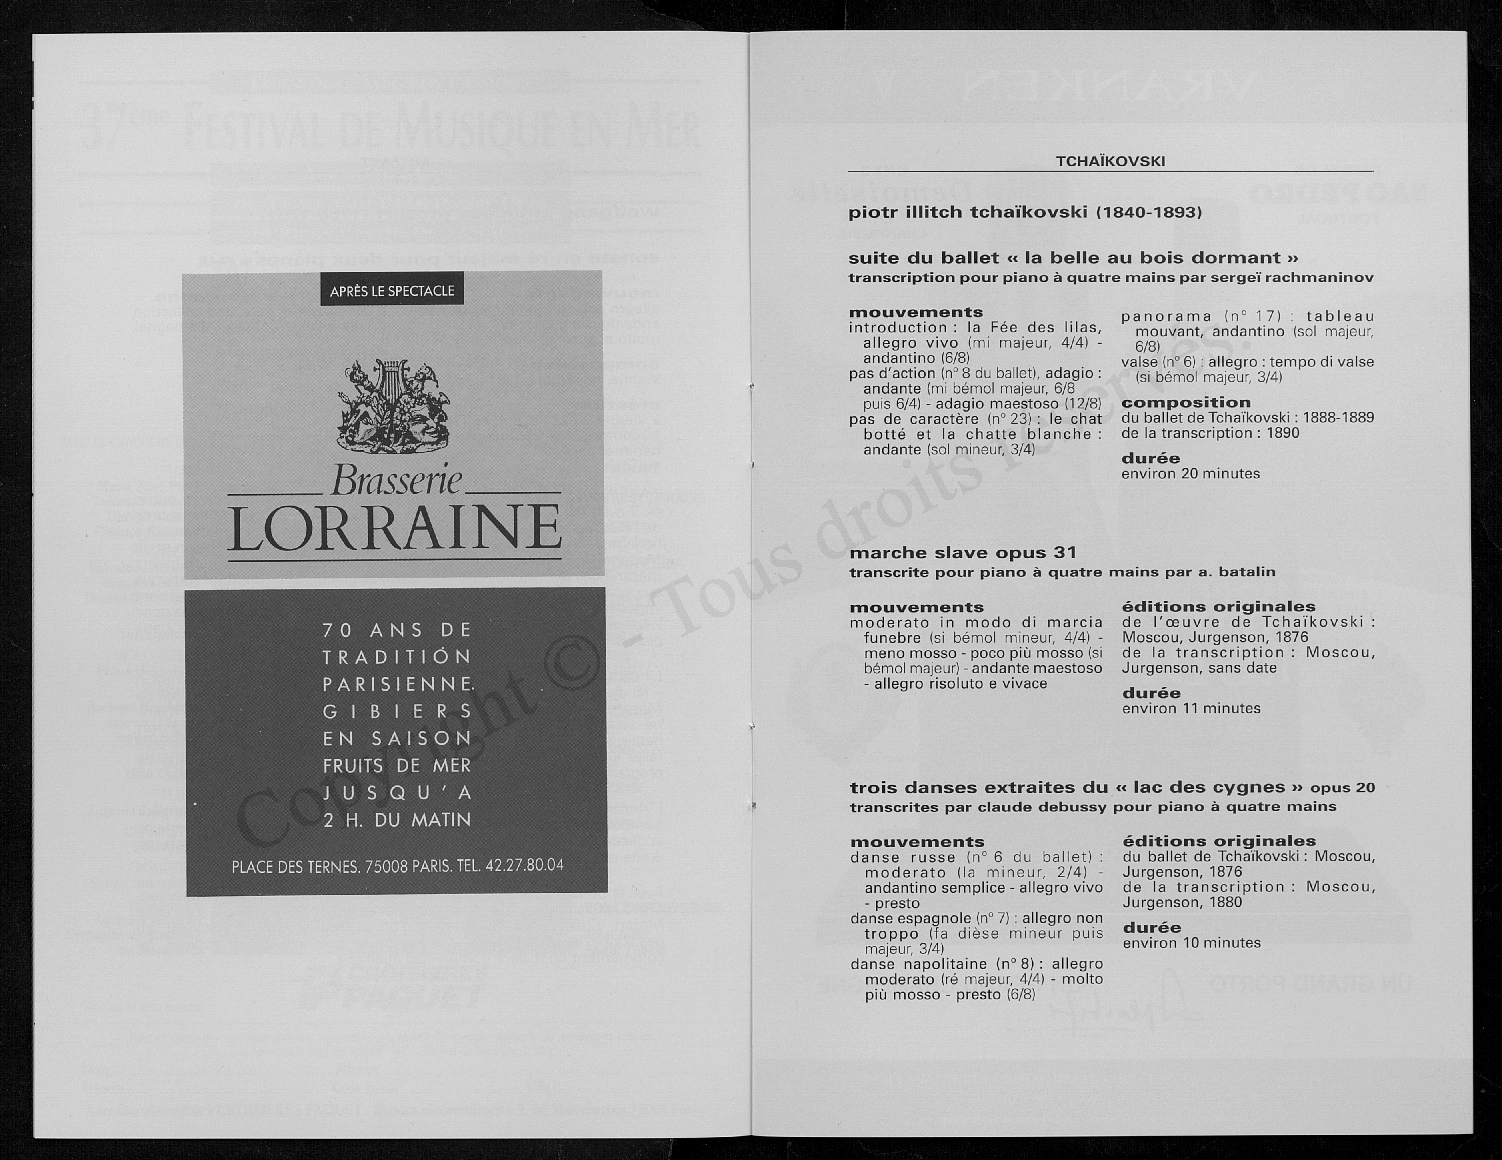 APRÈS LE SPECTACLE
Brasserie
LORRAINE
70 ANS DE
TRADITIÓN
PARISIENNE.
GIBIERS
EN SAISON
FRUITS DE MER
JUSQU'A
2 H. DU MATIN
PLACE DES TERNES. 75008 PARIS. TEL. 42.27.80.04
Copyright © - Tous droits réservés.
TCHAÏKOVSKI
piotr illitch tchaïkovski (1840-1893)
suite du ballet « la belle au bois dormant »
transcription pour piano à quatre mains par sergeï rachmaninov
mouvements
introduction : la Fée des lilas,
allegro vivo (mi majeur, 4/4) -
andantino (6/8)
pas d'action (n° 8 du ballet), adagio :
andante (mi bémol majeur, 6/8
puis 6/4) - adagio maestoso (12/8)
pas de caractère (n° 23) : le chat
botté et la chatte blanche :
andante (sol mineur, 3/4)
panorama (n° 17) : tableau
mouvant, andantino (sol majeur,
6/8)
valse (n° 6) : allegro : tempo di valse
(si bémol majeur, 3/4)
composition
du ballet de Tchaïkovski : 1888-1889
de la transcription : 1890
durée
environ 20 minutes
marche slave opus 31
transcrite pour piano à quatre mains par a. batalin
mouvements
moderato in modo di marcia
funebre (si bémol mineur, 4/4) -
meno mosso - poco più mosso (si
bémol majeur) - andante maestoso
- allegro risoluto e vivace
éditions originales
de l'œuvre de Tchaïkovski :
Moscou, Jurgenson, 1876
de la transcription : Moscou,
Jurgenson, sans date
durée
environ 11 minutes
trois danses extraites du « lac des cygnes » opus 20
transcrites par claude debussy pour piano à quatre mains
mouvements
danse russe (n° 6 du ballet) :
moderato (la mineur, 2/4) -
andantino semplice - allegro vivo
- presto
danse espagnole (n° 7) : allegro non
troppo (fa dièse mineur puis
majeur, 3/4)
danse napolitaine (n° 8) : allegro
moderato (ré majeur, 4/4) - molto
più mosso - presto (6/8)
éditions originales
du ballet de Tchaïkovski : Moscou,
Jurgenson, 1876
de la transcription : Moscou,
Jurgenson, 1880
durée
environ 10 minutes